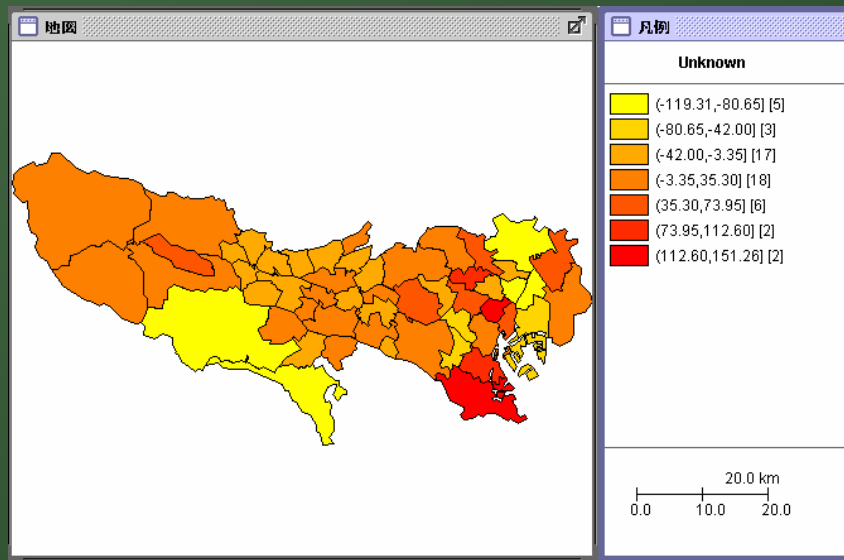 地図
凡例
Unknown
(-119.31,-80.65] [5]
(-80.65,-42.00] [3]
(-42.00,-3.35] [17]
(-3.35,35.30] [18]
(35.30,73.95] [6]
(73.95,112.60] [2]
(112.60,151.26] [2]
20.0 km
0.0 10.0 20.0